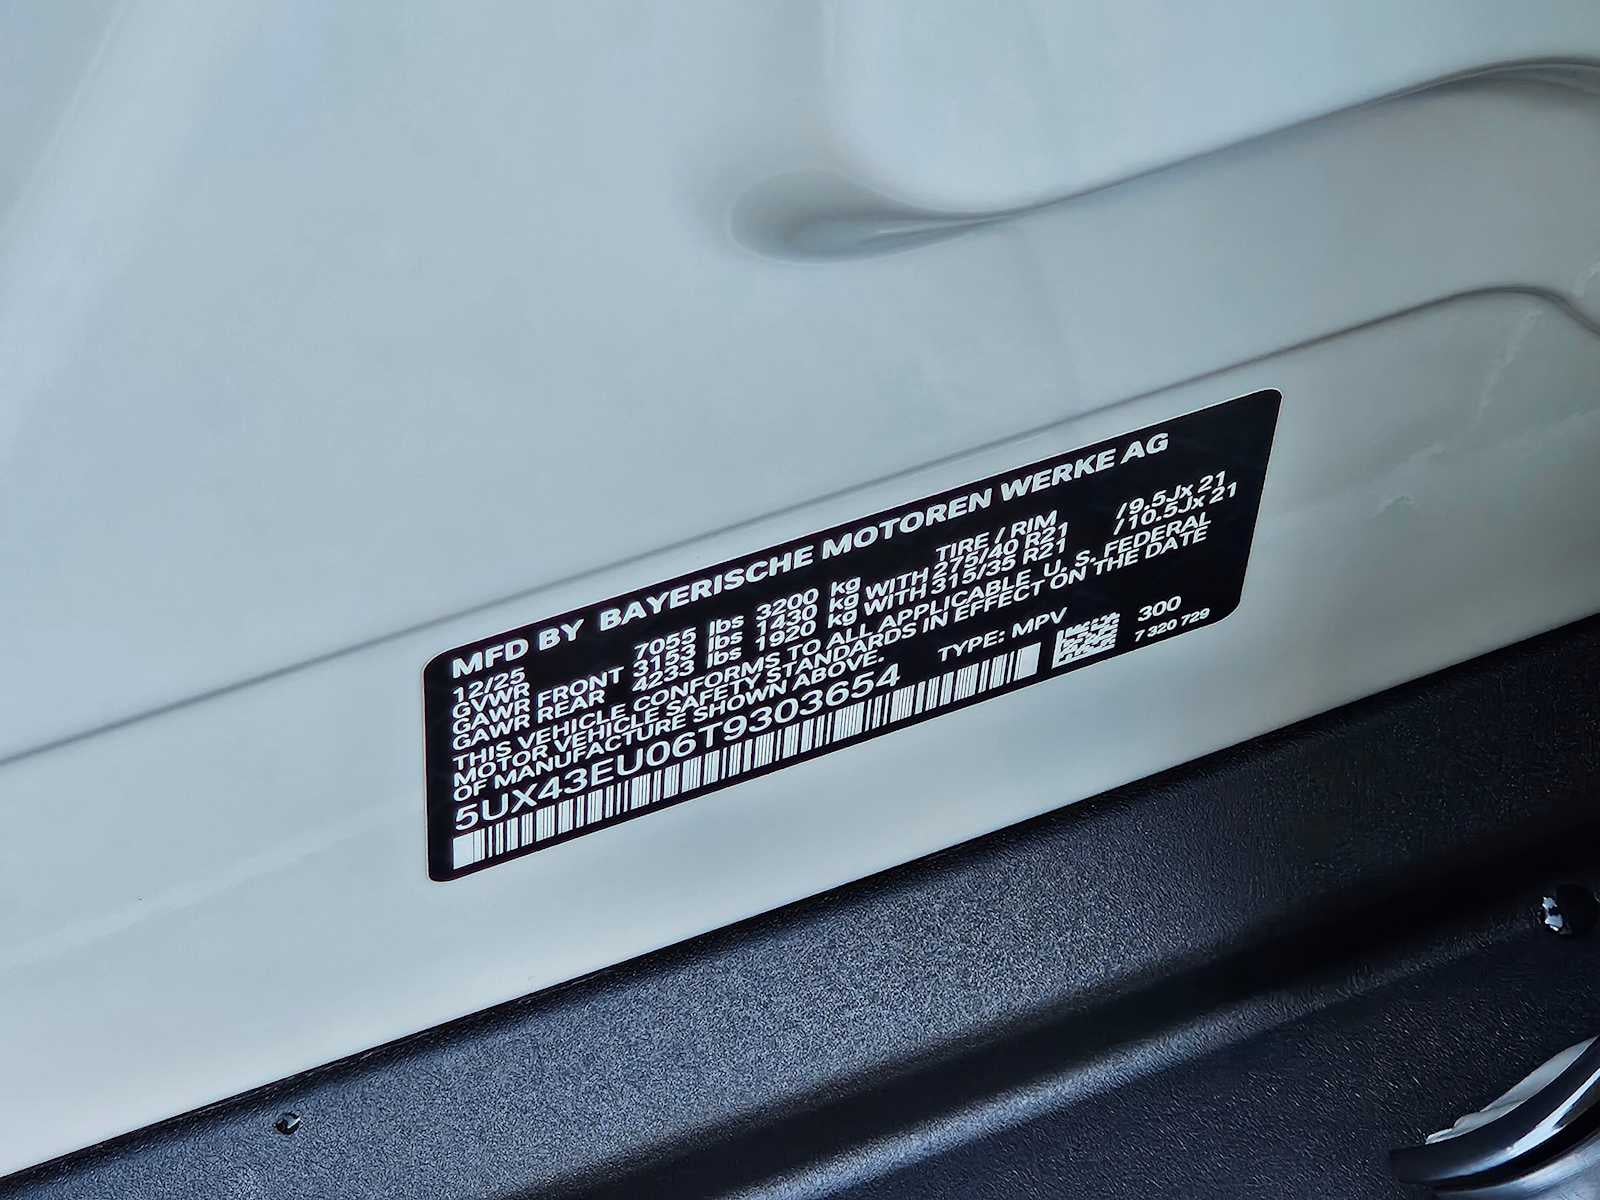 MFD BY BAYERISCHE MOTOREN WERKE AG
12/25 TIRE / RIM
GVWR 7055 lbs 3200 kg WITH 275/40 R21 /9.5Jx 21
GAWR FRONT 3153 lbs 1430 kg WITH 315/35 R21 /10.5Jx 21
GAWR REAR 4233 lbs 1920 kg
THIS VEHICLE CONFORMS TO ALL APPLICABLE U. S. FEDERAL
MOTOR VEHICLE SAFETY STANDARDS IN EFFECT ON THE DATE
OF MANUFACTURE SHOWN ABOVE.
5UX43EU06T9303654 TYPE: MPV 300
7 320 729